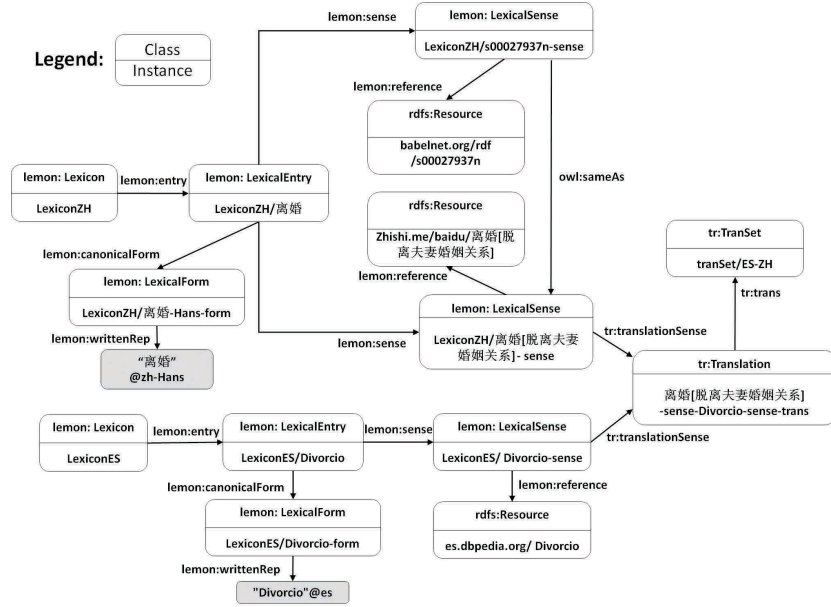 Legend:
Class
Instance
lemon:sense
lemon: LexicalSense
LexiconZH/s00027937n-sense
lemon:reference
rdfs:Resource
babelnet.org/rdf
/s00027937n
owl:sameAs
lemon: Lexicon
LexiconZH
lemon:entry
lemon: LexicalEntry
LexiconZH/离婚
rdfs:Resource
Zhishi.me/baidu/离婚[脱
离夫妻婚姻关系]
lemon:reference
tr:TranSet
tranSet/ES-ZH
tr:trans
lemon:canonicalForm
lemon: LexicalForm
LexiconZH/离婚-Hans-form
lemon:writtenRep
“离婚”
@zh-Hans
lemon:sense
lemon: LexicalSense
LexiconZH/离婚[脱离夫妻
婚姻关系]- sense
tr:translationSense
tr:Translation
离婚[脱离夫妻婚姻关系]
-sense-Divorcio-sense-trans
lemon: Lexicon
LexiconES
lemon:entry
lemon: LexicalEntry
LexiconES/Divorcio
lemon:sense
lemon: LexicalSense
LexiconES/ Divorcio-sense
tr:translationSense
lemon:canonicalForm
lemon: LexicalForm
LexiconES/Divorcio-form
lemon:reference
rdfs:Resource
es.dbpedia.org/ Divorcio
lemon:writtenRep
"Divorcio"@es